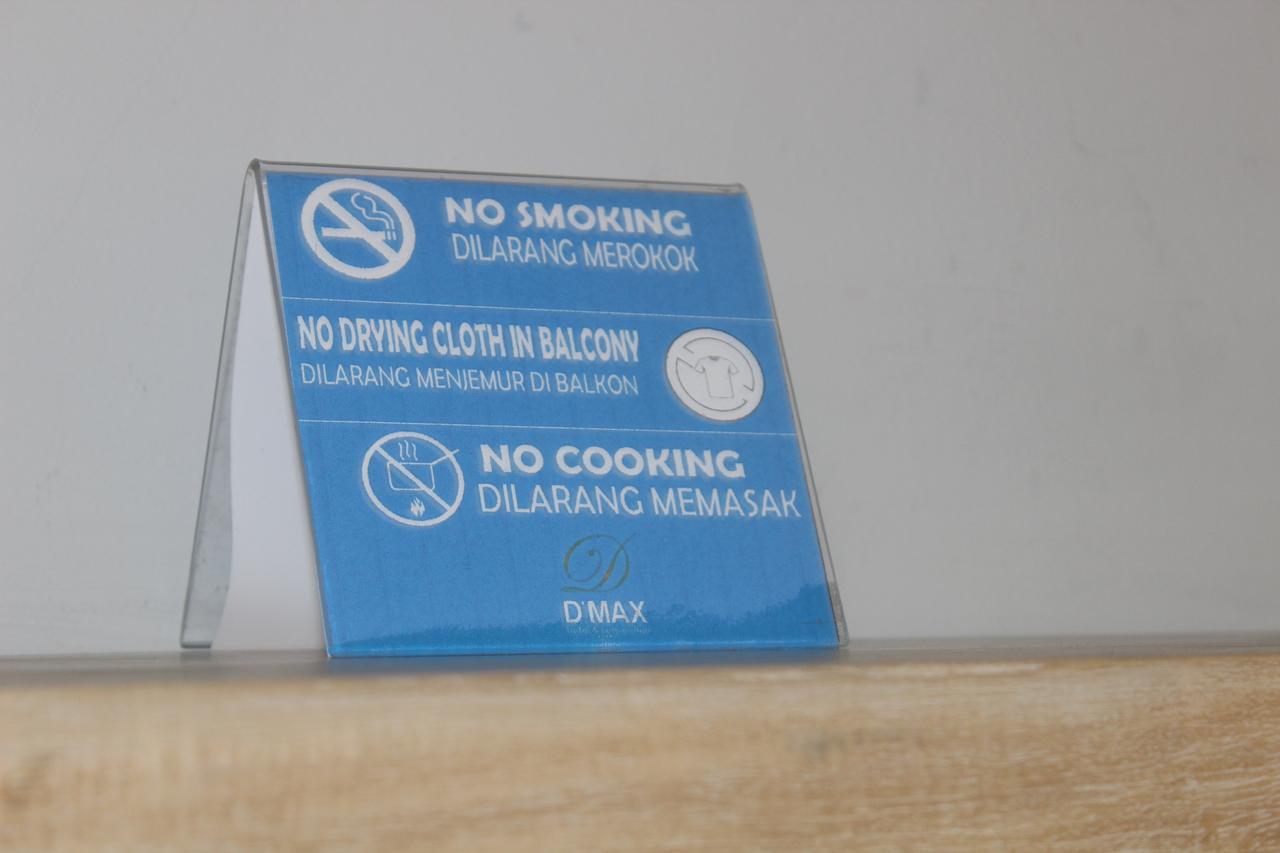 NO SMOKING
DILARANG MEROKOK
NO DRYING CLOTH IN BALCONY
DILARANG MENJEMUR DI BALKON
NO COOKING
DILARANG MEMASAK
D
D'MAX